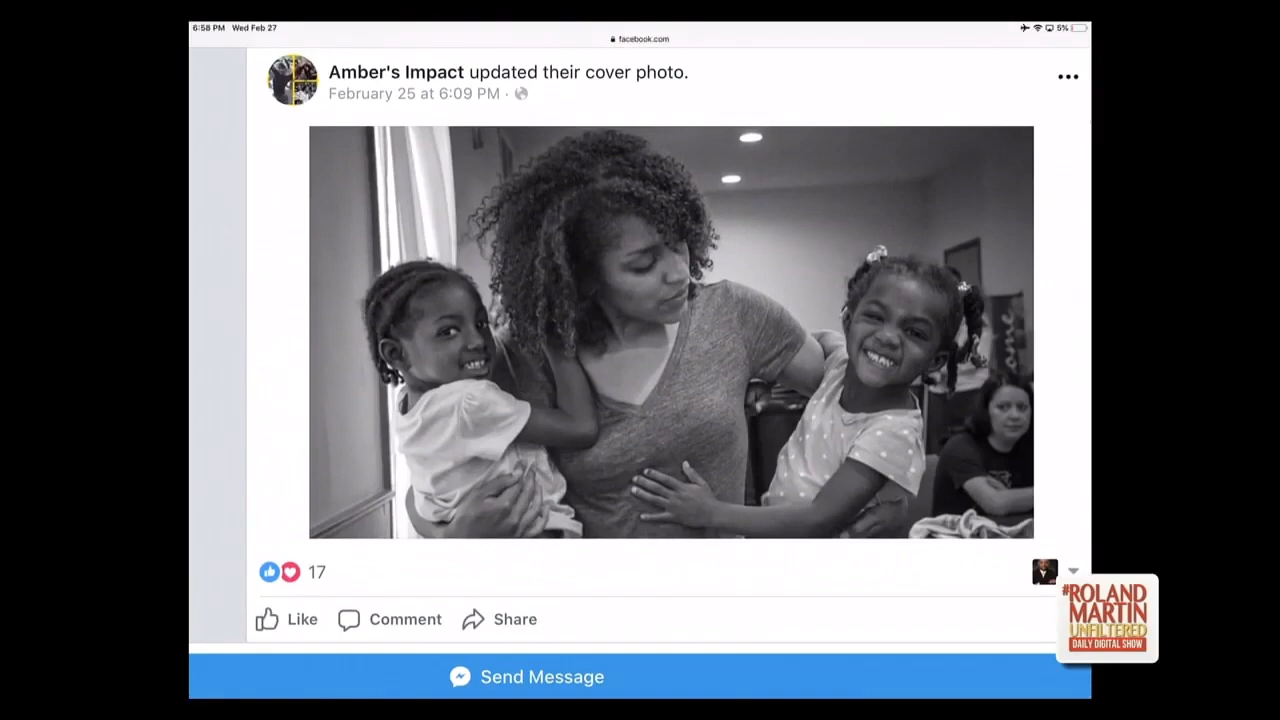 6:58 PM Wed Feb 27
5%
facebook.com
Amber's Impact updated their cover photo.
February 25 at 6:09 PM ·
17
Like Comment Share
Send Message
#ROLAND
MARTIN
UNFILTERED
DAILY DIGITAL SHOW